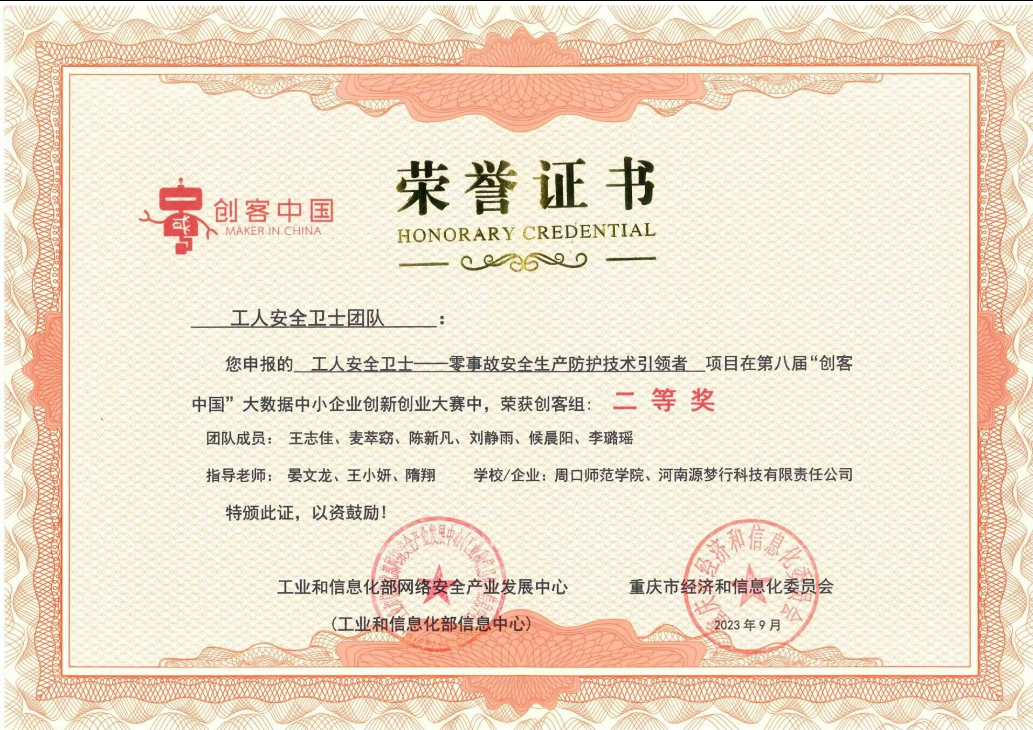 创客中国
MAKER IN CHINA
荣誉证书
HONORARY CREDENTIAL
工人安全卫士团队：
您申报的 工人安全卫士——零事故安全生产防护技术引领者 项目在第八届“创客
中国”大数据中小企业创新创业大赛中，荣获创客组： 二等奖
团队成员： 王志佳、麦萃窈、陈新凡、刘静雨、候晨阳、李璐瑶
指导老师： 晏文龙、王小妍、隋翔 学校/企业：周口师范学院、河南源梦行科技有限责任公司
特颁此证，以资鼓励！
工业和信息化部网络安全产业发展中心 重庆市经济和信息化委员会
(工业和信息化部信息中心) 2023年9月
重庆市经济和信息化委员会